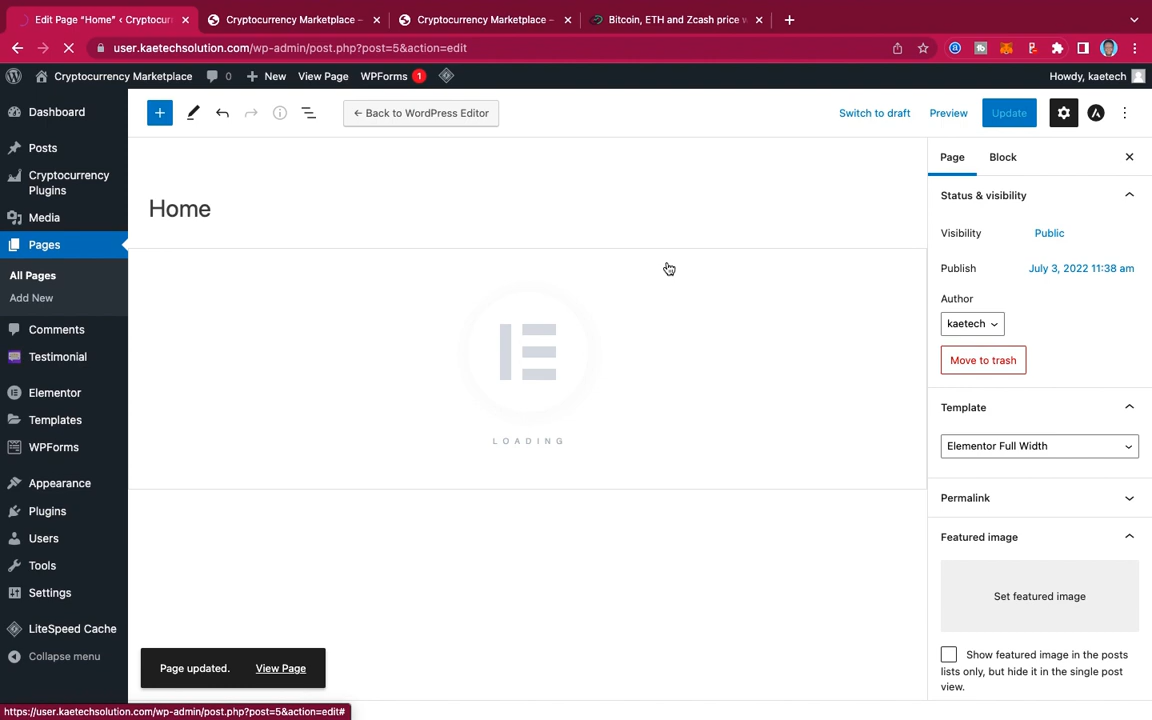 Edit Page “Home” ‹ Cryptocur
Cryptocurrency Marketplace –
Cryptocurrency Marketplace –
Bitcoin, ETH and Zcash price w
user.kaetechsolution.com/wp-admin/post.php?post=5&action=edit
Cryptocurrency Marketplace
0
New
View Page
WPForms
1
Howdy, kaetech
Dashboard
Posts
Cryptocurrency
Plugins
Media
Pages
All Pages
Add New
Comments
Testimonial
Elementor
Templates
WPForms
Appearance
Plugins
Users
Tools
Settings
LiteSpeed Cache
Collapse menu
← Back to WordPress Editor
Switch to draft
Preview
Update
Home
LOADING
Page updated.
View Page
Page
Block
Status & visibility
Visibility
Public
Publish
July 3, 2022 11:38 am
Author
kaetech
Move to trash
Template
Elementor Full Width
Permalink
Featured image
Set featured image
Show featured image in the posts
lists only, but hide it in the single post
view.
https://user.kaetechsolution.com/wp-admin/post.php?post=5&action=edit#